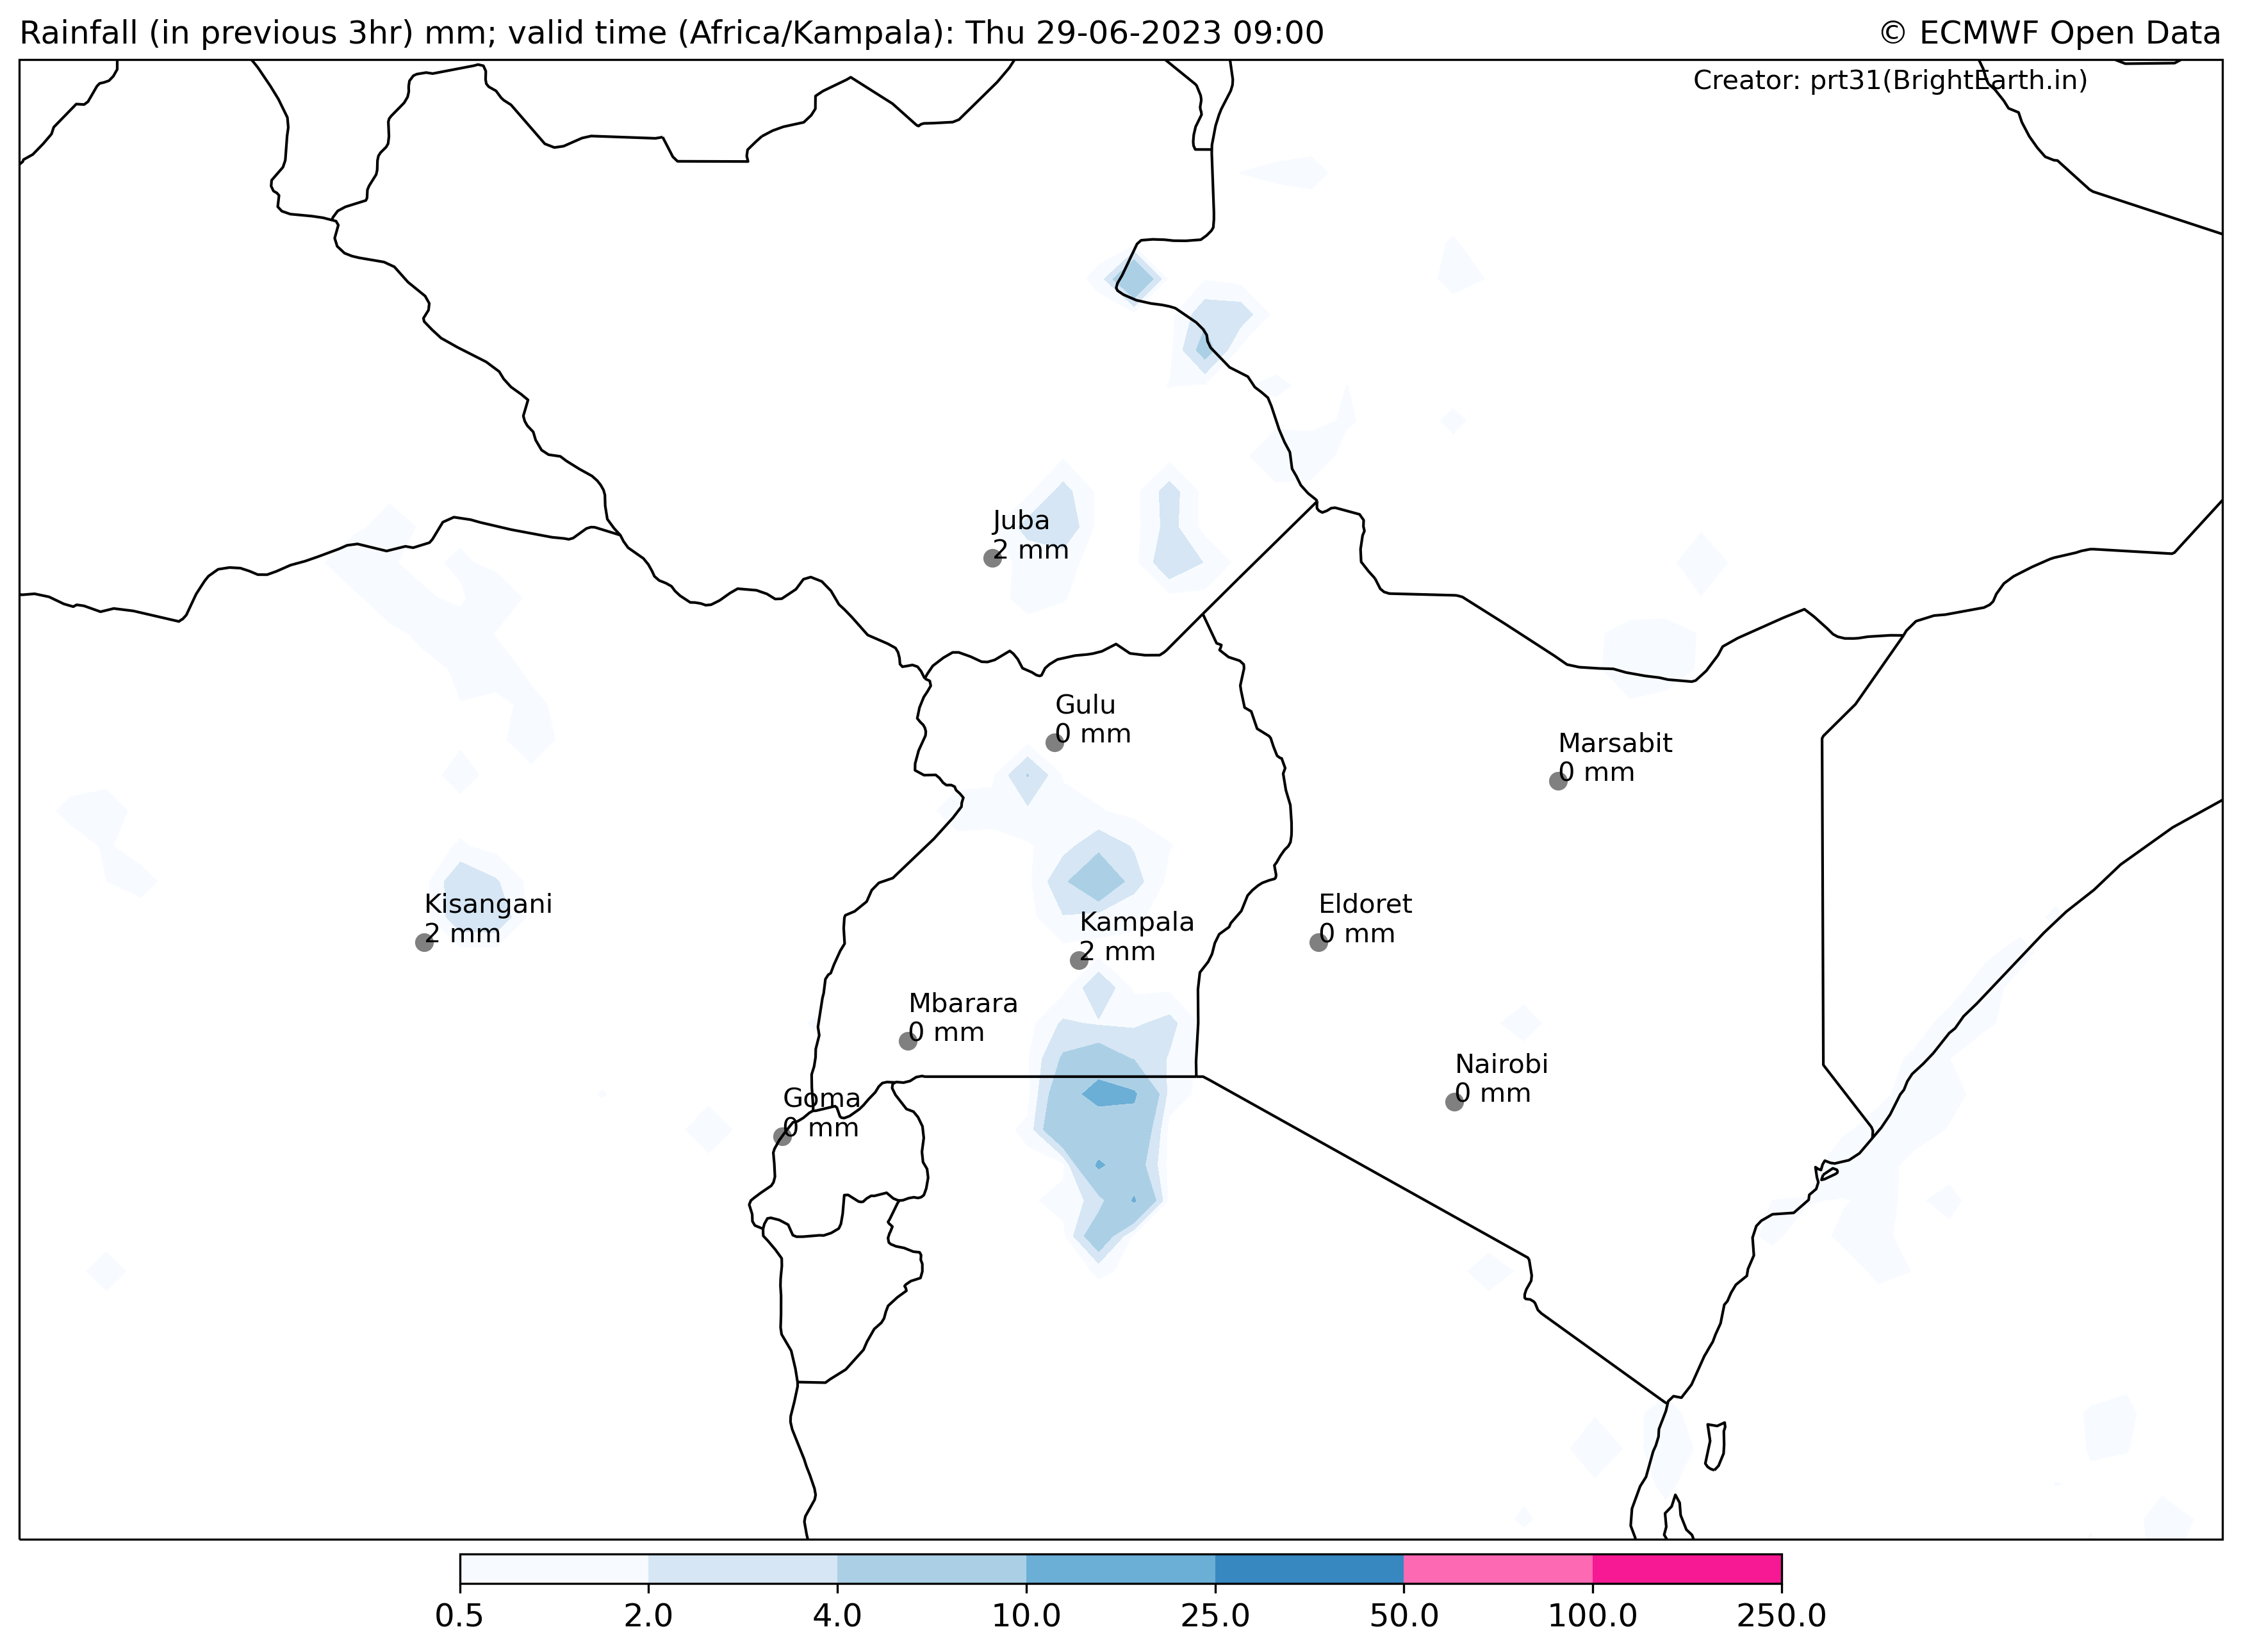 Rainfall (in previous 3hr) mm; valid time (Africa/Kampala): Thu 29-06-2023 09:00
© ECMWF Open Data
Creator: prt31(BrightEarth.in)
Juba
2 mm
Gulu
0 mm
Marsabit
0 mm
Kisangani
2 mm
Eldoret
0 mm
Kampala
2 mm
Mbarara
0 mm
Nairobi
0 mm
Goma
0 mm
0.5 2.0 4.0 10.0 25.0 50.0 100.0 250.0